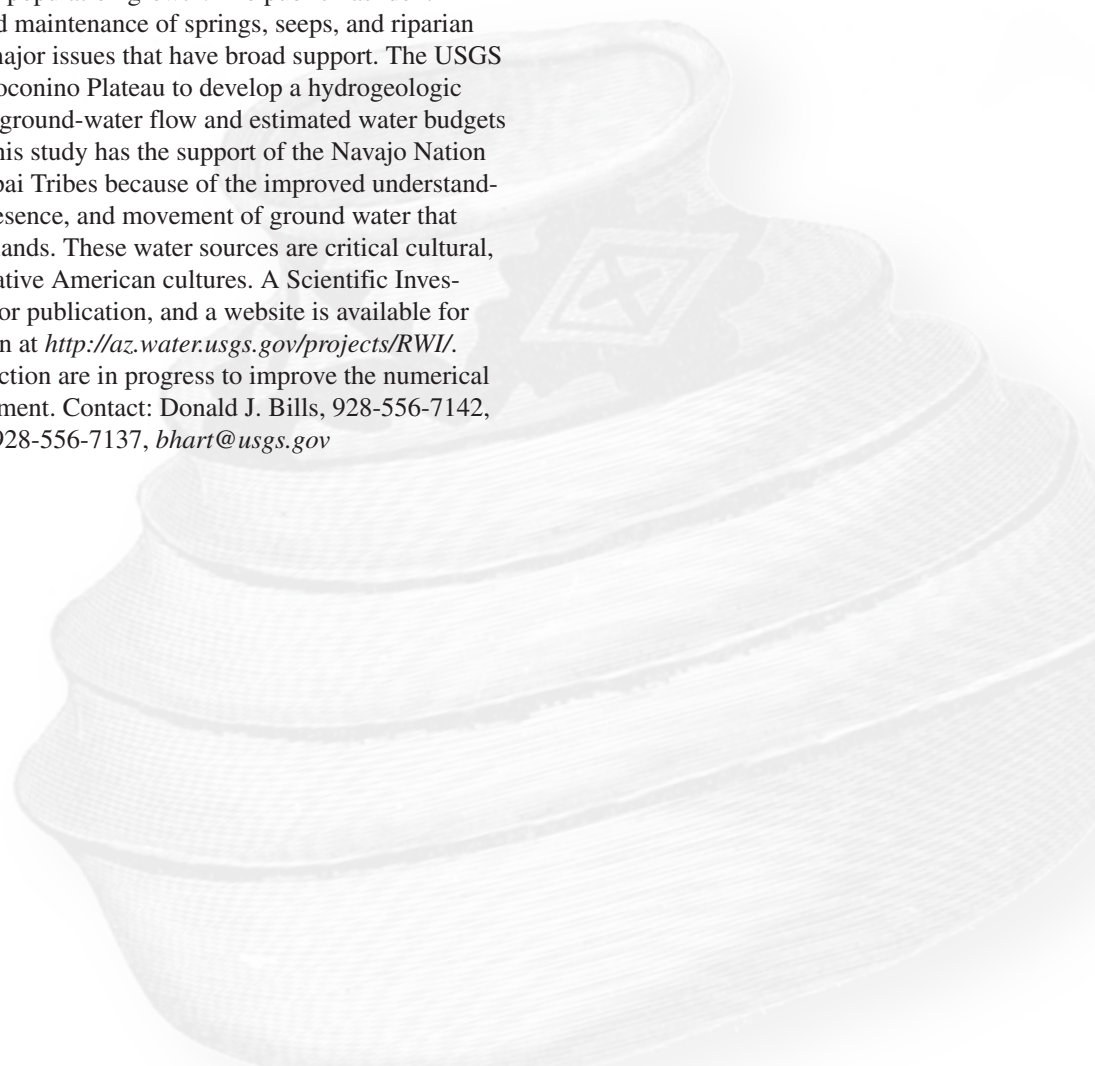 d maintenance of springs, seeps, and riparian
ajor issues that have broad support. The USGS
oconino Plateau to develop a hydrogeologic
ground-water flow and estimated water budgets
his study has the support of the Navajo Nation
pai Tribes because of the improved understand-
esence, and movement of ground water that
ands. These water sources are critical cultural,
ative American cultures. A Scientific Inves-
or publication, and a website is available for
n at http://az.water.usgs.gov/projects/RWI/.
ction are in progress to improve the numerical
ment. Contact: Donald J. Bills, 928-556-7142,
928-556-7137, bhart@usgs.gov